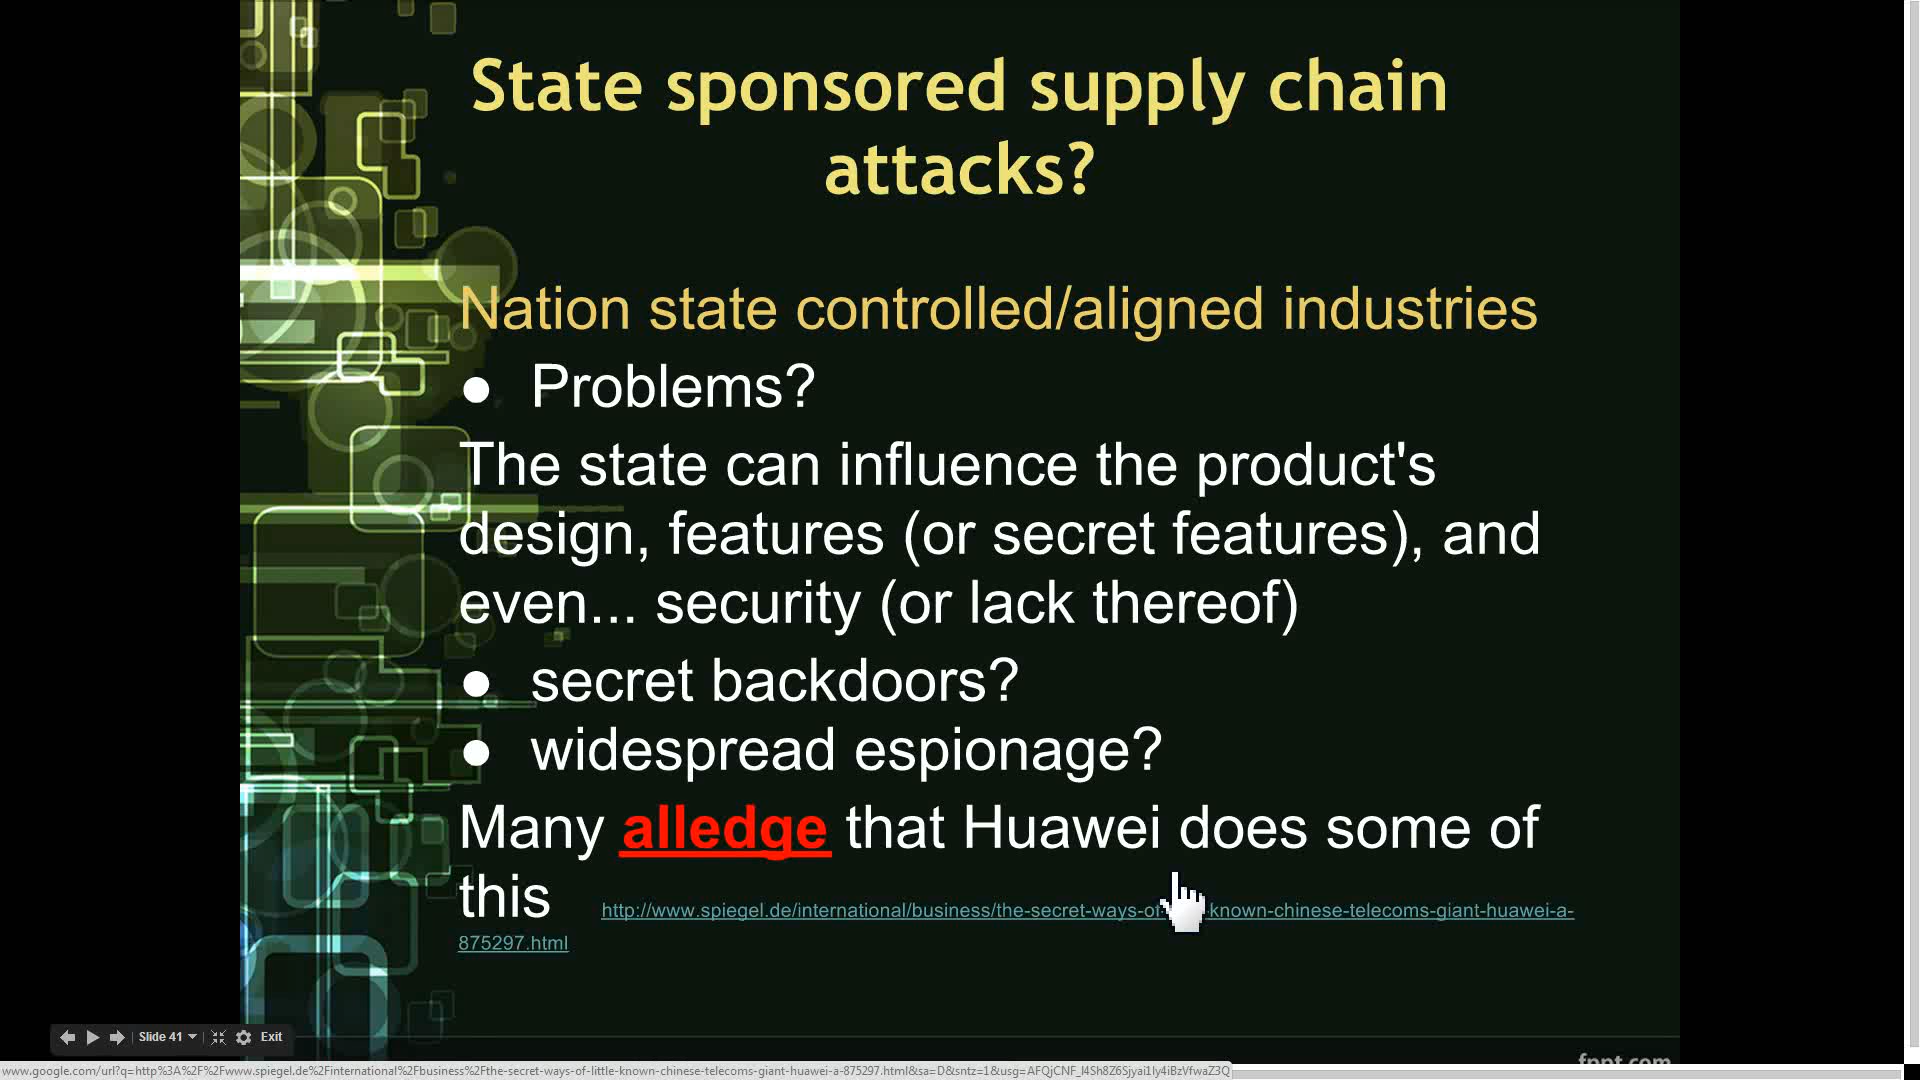 State sponsored supply chain
attacks?
Nation state controlled/aligned industries
● Problems?
The state can influence the product's
design, features (or secret features), and
even... security (or lack thereof)
● secret backdoors?
● widespread espionage?
Many alledge that Huawei does some of
this http://www.spiegel.de/international/business/the-secret-ways-of- known-chinese-telecoms-giant-huawei-a-
875297.html
Slide 41 Exit
fppt.com
www.google.com/url?q=http%3A%2F%2Fwww.spiegel.de%2Finternational%2Fbusiness%2Fthe-secret-ways-of-little-known-chinese-telecoms-giant-huawei-a-875297.html&sa=D&sntz=1&usg=AFQjCNF_l4Sh8Z6Sjyai1ly4iBzVfwaZ3Q